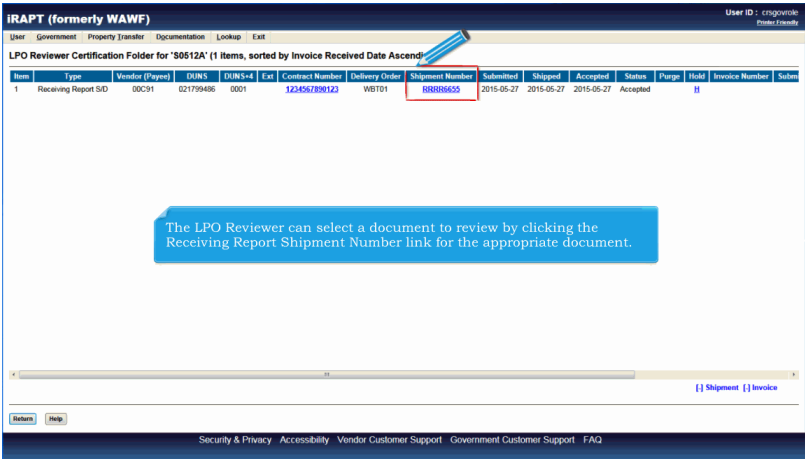 iRAPT (formerly WAWF)
User ID : crsgovrole
Printer Friendly
User Government Property Transfer Documentation Lookup Exit
LPO Reviewer Certification Folder for 'S0512A' (1 items, sorted by Invoice Received Date Ascendi
Item Type Vendor (Payee) DUNS DUNS+4 Ext Contract Number Delivery Order Shipment Number Submitted Shipped Accepted Status Purge Hold Invoice Number Submi
1 Receiving Report S/D 00C91 021799486 0001 1234567890123 WBT01 RRRR6655 2015-05-27 2015-05-27 2015-05-27 Accepted H
The LPO Reviewer can select a document to review by clicking the
Receiving Report Shipment Number link for the appropriate document.
[-] Shipment [-] Invoice
Return Help
Security & Privacy Accessibility Vendor Customer Support Government Customer Support FAQ